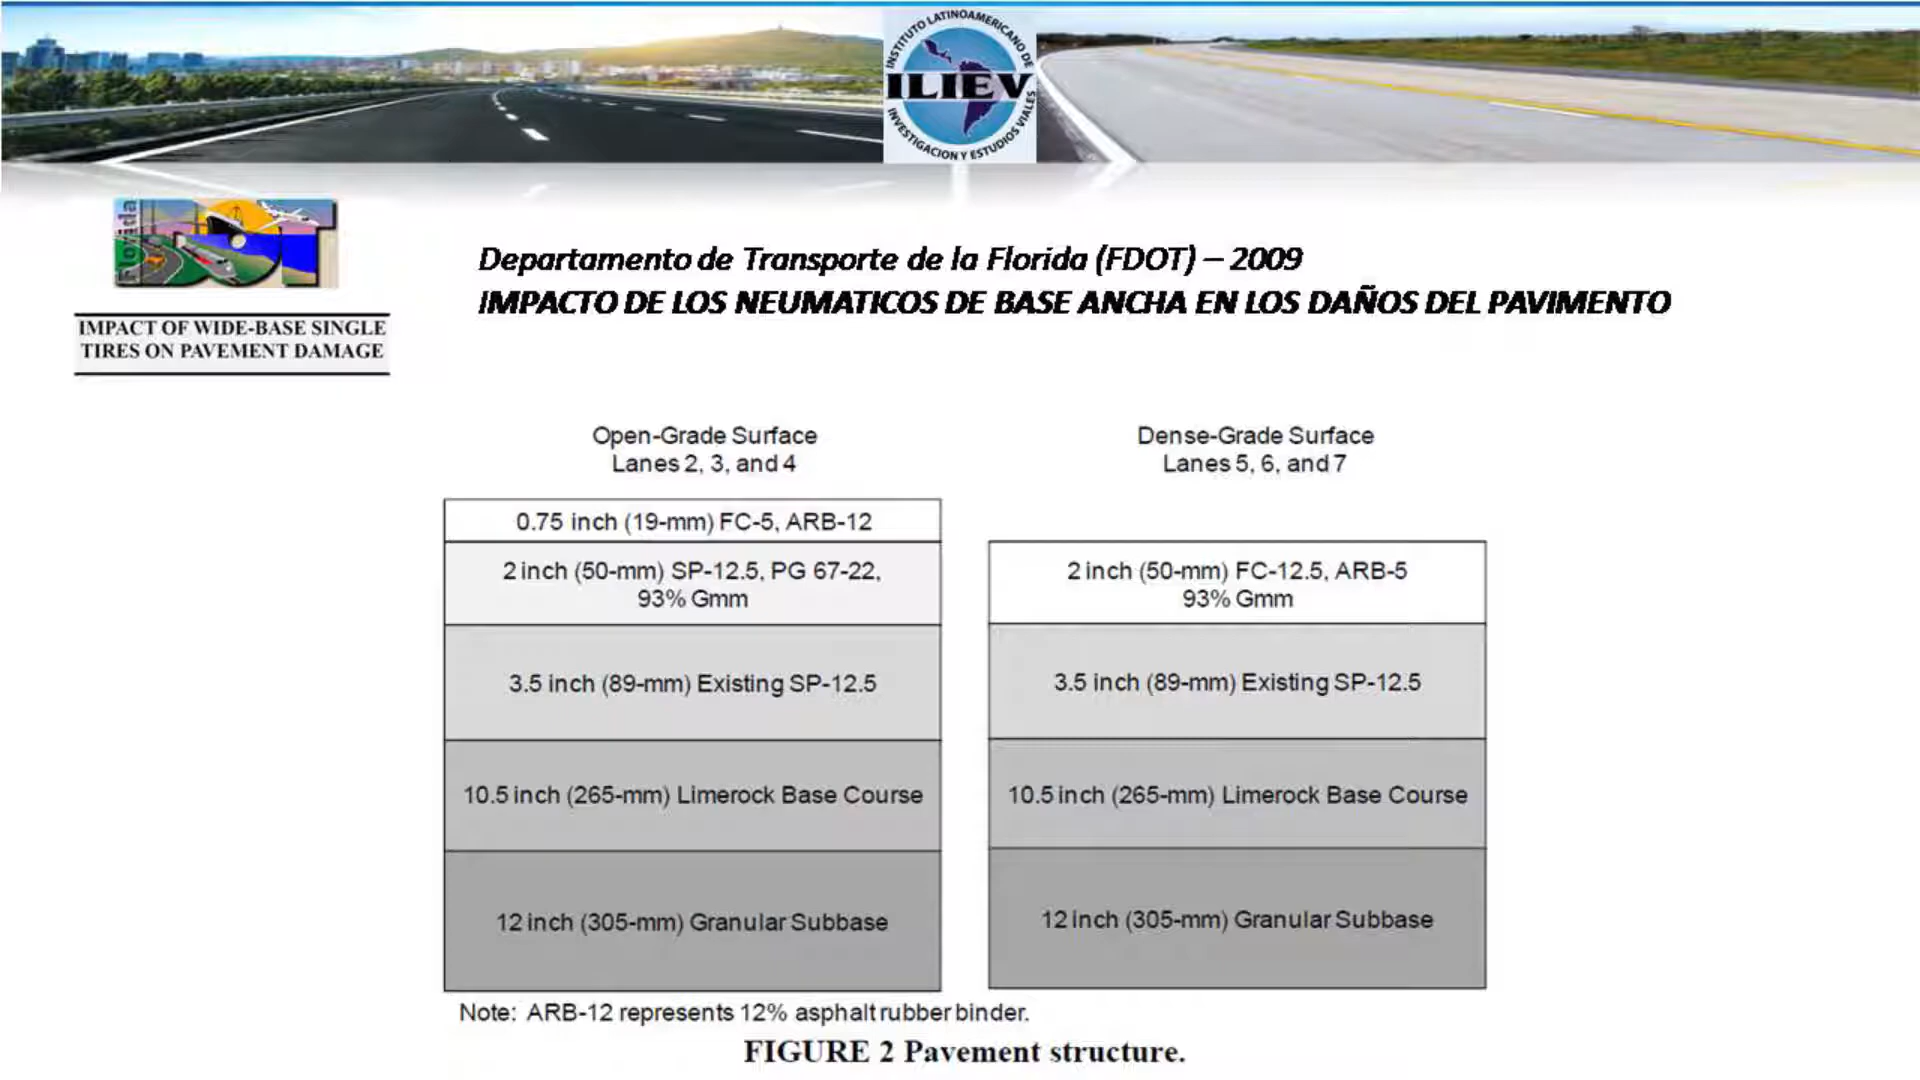 INSTITUTO LATINOAMERICANO DE
ILIEV
INVESTIGACION Y ESTUDIOS VIALES
Florida
DOT
Departamento de Transporte de la Florida (FDOT) – 2009
IMPACTO DE LOS NEUMATICOS DE BASE ANCHA EN LOS DAÑOS DEL PAVIMENTO
IMPACT OF WIDE-BASE SINGLE
TIRES ON PAVEMENT DAMAGE
Open-Grade Surface
Lanes 2, 3, and 4
0.75 inch (19-mm) FC-5, ARB-12
2 inch (50-mm) SP-12.5, PG 67-22,
93% Gmm
3.5 inch (89-mm) Existing SP-12.5
10.5 inch (265-mm) Limerock Base Course
12 inch (305-mm) Granular Subbase
Dense-Grade Surface
Lanes 5, 6, and 7
2 inch (50-mm) FC-12.5, ARB-5
93% Gmm
3.5 inch (89-mm) Existing SP-12.5
10.5 inch (265-mm) Limerock Base Course
12 inch (305-mm) Granular Subbase
Note: ARB-12 represents 12% asphalt rubber binder.
FIGURE 2 Pavement structure.